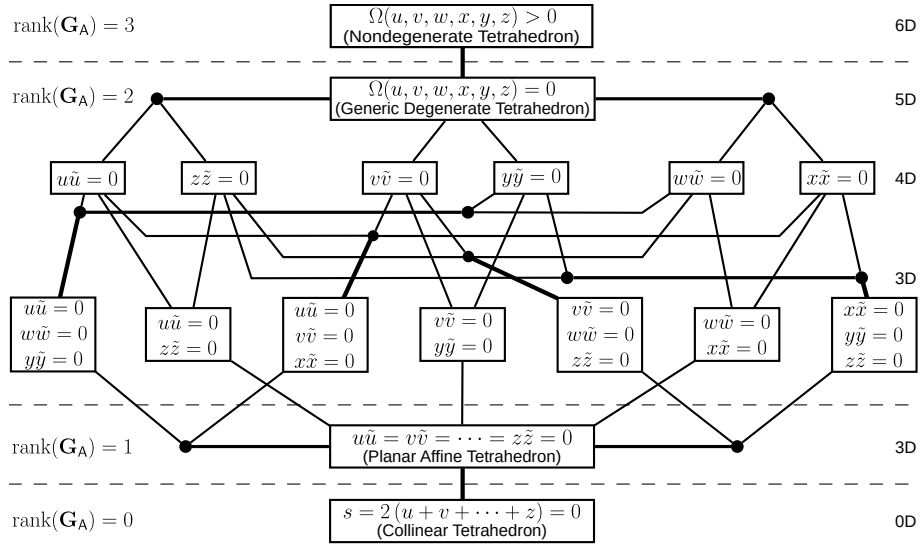 rank(G_A) = 3
Ω(u, v, w, x, y, z) > 0
(Nondegenerate Tetrahedron)
6D
rank(G_A) = 2
Ω(u, v, w, x, y, z) = 0
(Generic Degenerate Tetrahedron)
5D
uũ = 0
zz̃ = 0
vṽ = 0
yỹ = 0
ww̃ = 0
xx̃ = 0
4D
3D
uũ = 0
ww̃ = 0
yỹ = 0
uũ = 0
zz̃ = 0
uũ = 0
vṽ = 0
xx̃ = 0
vṽ = 0
yỹ = 0
vṽ = 0
ww̃ = 0
zz̃ = 0
ww̃ = 0
xx̃ = 0
xx̃ = 0
yỹ = 0
zz̃ = 0
rank(G_A) = 1
uũ = vṽ = ⋯ = zz̃ = 0
(Planar Affine Tetrahedron)
3D
rank(G_A) = 0
s = 2 (u + v + ⋯ + z) = 0
(Collinear Tetrahedron)
0D